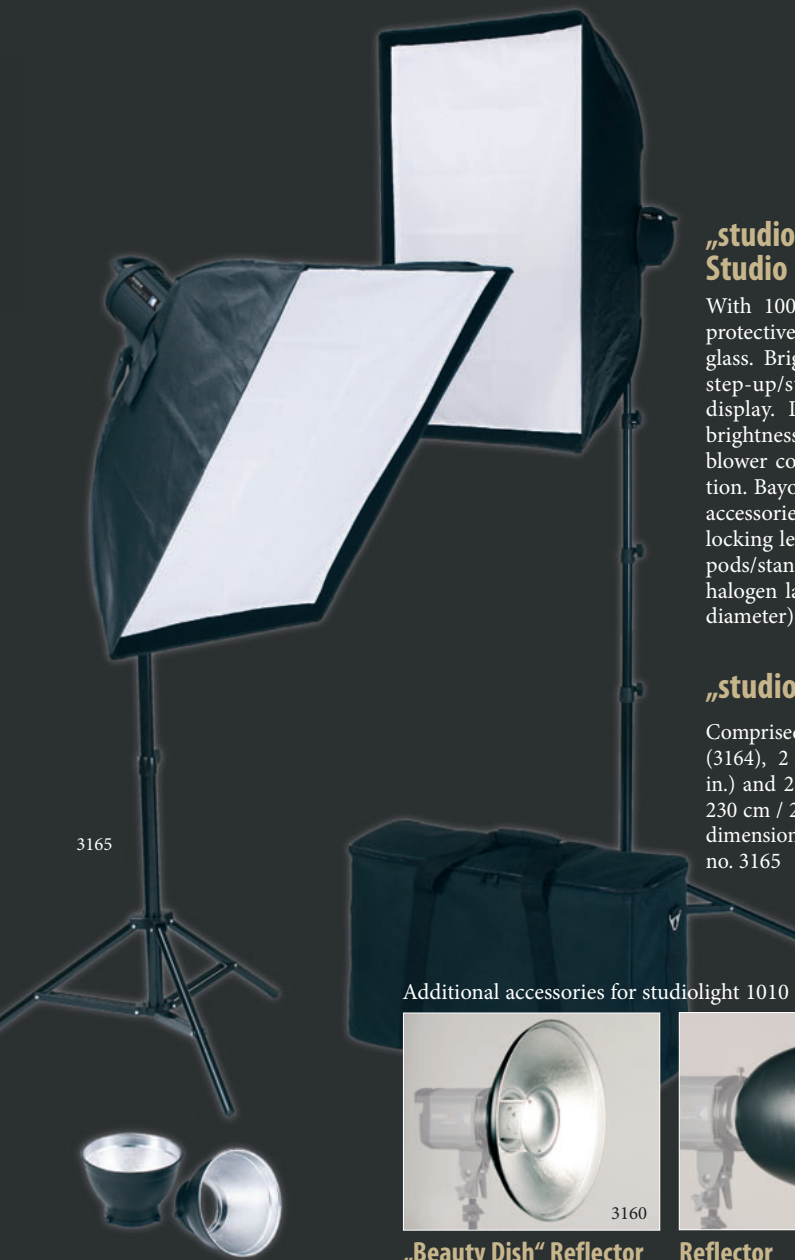 „studio
Studio
With 100
protective
glass. Brig
step-up/s
display. I
brightness
blower co
tion. Bayo
accessorie
locking le
pods/stan
halogen la
diameter)
„studio
Comprised
(3164), 2
in.) and 2
230 cm / 2
dimension
no. 3165
3165
Additional accessories for studiolight 1010
3160
„Beauty Dish“ Reflector
Reflector